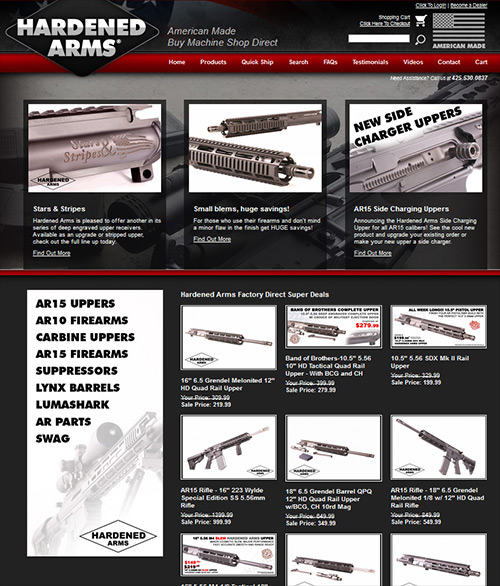 Click To Login | Become a Dealer
HARDENED
ARMS®
American Made
Buy Machine Shop Direct
Shopping Cart
Click Here To Checkout
AMERICAN MADE
Home Products Quick Ship Search FAQs Testimonials Videos Contact Cart
Need Assistance? Call us at 425.530.0837
Stars &
Stripes
HARDENED
ARMS
NEW SIDE
CHARGER UPPERS
Stars & Stripes
Hardened Arms is pleased to offer another in its
series of deep engraved upper receivers.
Available as an upgrade or stripped upper,
check out the full line up today.
Find Out More
Small blems, huge savings!
For those who use their firearms and don't mind
a minor flaw in the finish get HUGE savings!
Find Out More
AR15 Side Charging Uppers
Announcing the Hardened Arms Side Charging
Upper for all AR15 calibers! See the cool new
product and upgrade your existing order or
make your new upper a side charger.
Find Out More
AR15 UPPERS
AR10 FIREARMS
CARBINE UPPERS
AR15 FIREARMS
SUPPRESSORS
LYNX BARRELS
LUMASHARK
AR PARTS
SWAG
HARDENED
ARMS
Hardened Arms Factory Direct Super Deals
HARDENED
ARMS
16" 6.5 Grendel Melonited 12"
HD Quad Rail Upper
Your Price: 309.99
Sale Price: 219.99
BAND OF BROTHERS COMPLETE UPPER
$279.99
Band of Brothers-10.5" 5.56
10" HD Tactical Quad Rail
Upper - With BCG and CH
Your Price: 399.99
Sale Price: 279.99
ALL WEEK LONGER 10.5" PISTOL UPPER
10.5" 5.56 SDX Mk II Rail
Upper
Your Price: 329.99
Sale Price: 199.99
AR15 Rifle - 16" 223 Wylde
Special Edition SS 5.56mm
Rifle
Your Price: 1399.99
Sale Price: 999.99
18" 6.5 Grendel Barrel QPQ
12" HD Quad Rail Upper
w/BCG, CH 10rd Mag
Your Price: 649.99
Sale Price: 349.99
AR15 Rifle - 18" 6.5 Grendel
Melonited 1/8 w/ 12" HD
Quad Rail Rifle
Your Price: 849.99
Sale Price: 549.99
HARDENED
ARMS